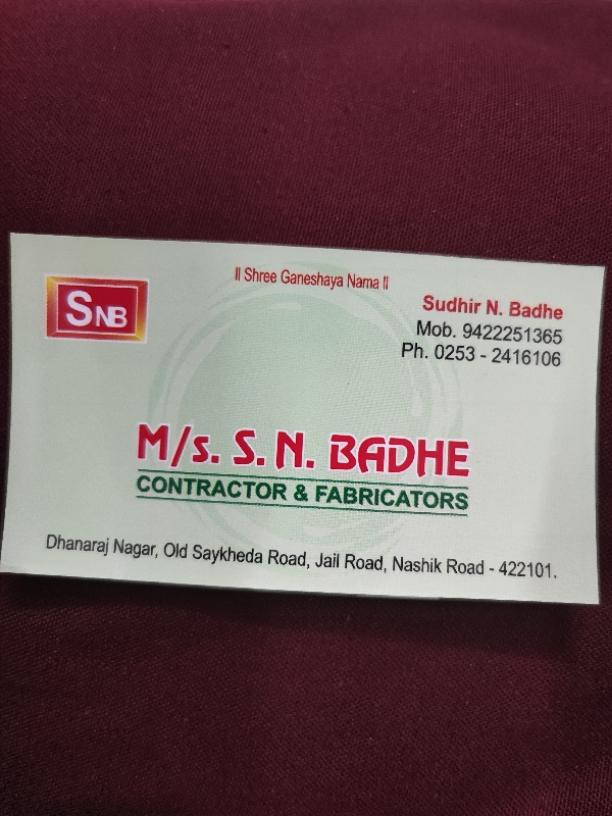 ॥ Shree Ganeshaya Nama ॥
SNB
Sudhir N. Badhe
Mob. 9422251365
Ph. 0253 - 2416106
M/s. S. N. BADHE
CONTRACTOR & FABRICATORS
Dhanaraj Nagar, Old Saykheda Road, Jail Road, Nashik Road - 422101.